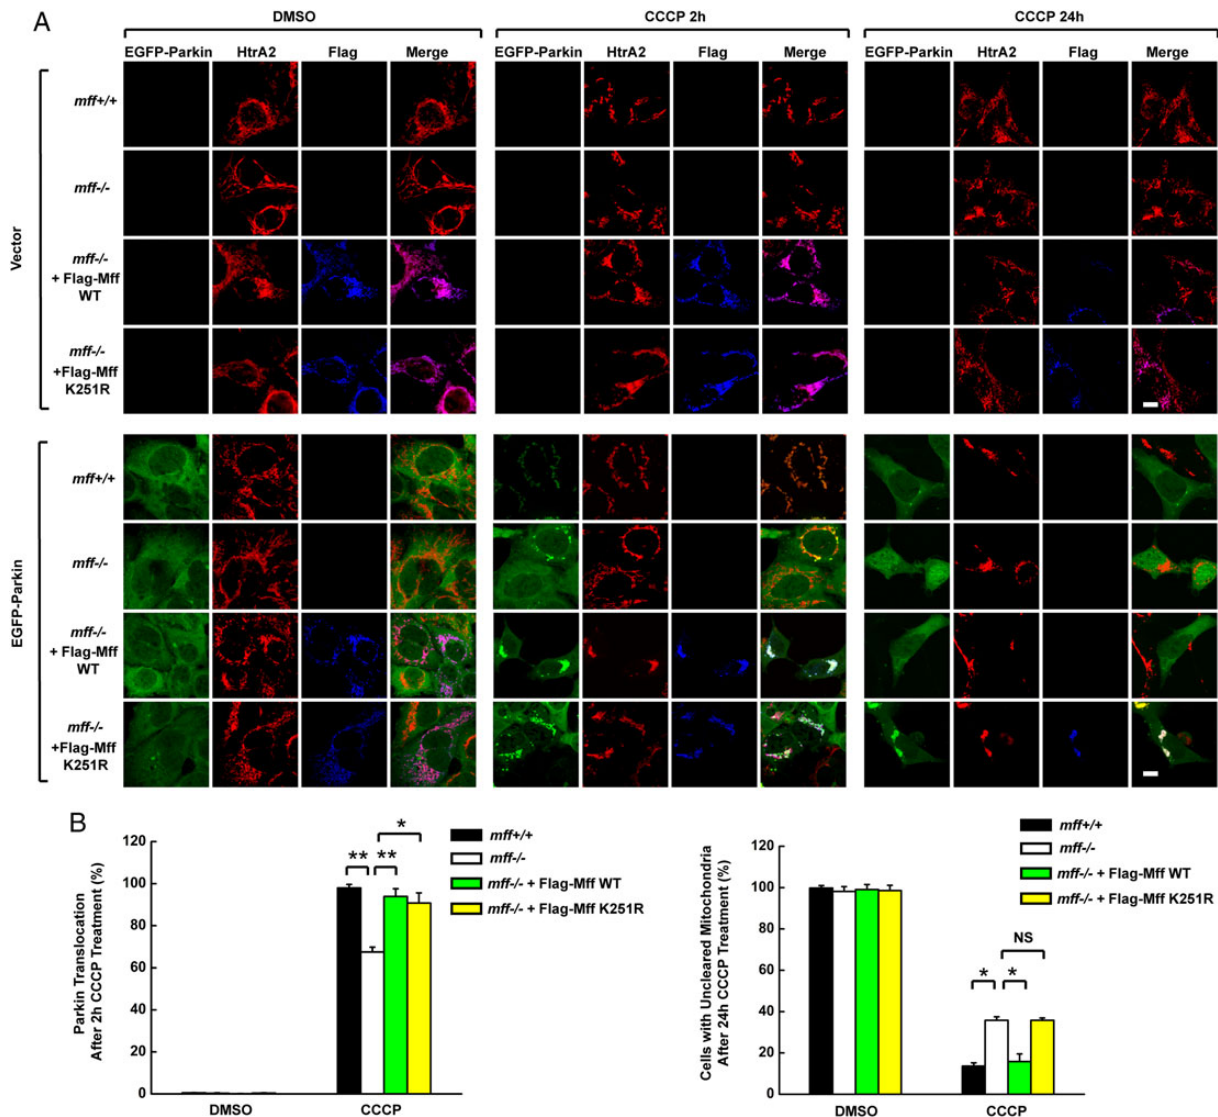 A
DMSO
CCCP 2h
CCCP 24h
EGFP-Parkin HtrA2 Flag Merge
EGFP-Parkin HtrA2 Flag Merge
EGFP-Parkin HtrA2 Flag Merge
Vector
mff+/+
mff-/-
mff-/-
+ Flag-Mff
WT
mff-/-
+Flag-Mff
K251R
EGFP-Parkin
mff+/+
mff-/-
mff-/-
+ Flag-Mff
WT
mff-/-
+Flag-Mff
K251R
B
Parkin Translocation
After 2h CCCP Treatment (%)
120
100
80
60
40
20
0
** **
*
DMSO
CCCP
mff+/+
mff-/-
mff-/- + Flag-Mff WT
mff-/- + Flag-Mff K251R
Cells with Uncleared Mitochondria
After 24h CCCP Treatment (%)
120
100
80
60
40
20
0
NS
* *
DMSO
CCCP
mff+/+
mff-/-
mff-/- + Flag-Mff WT
mff-/- + Flag-Mff K251R